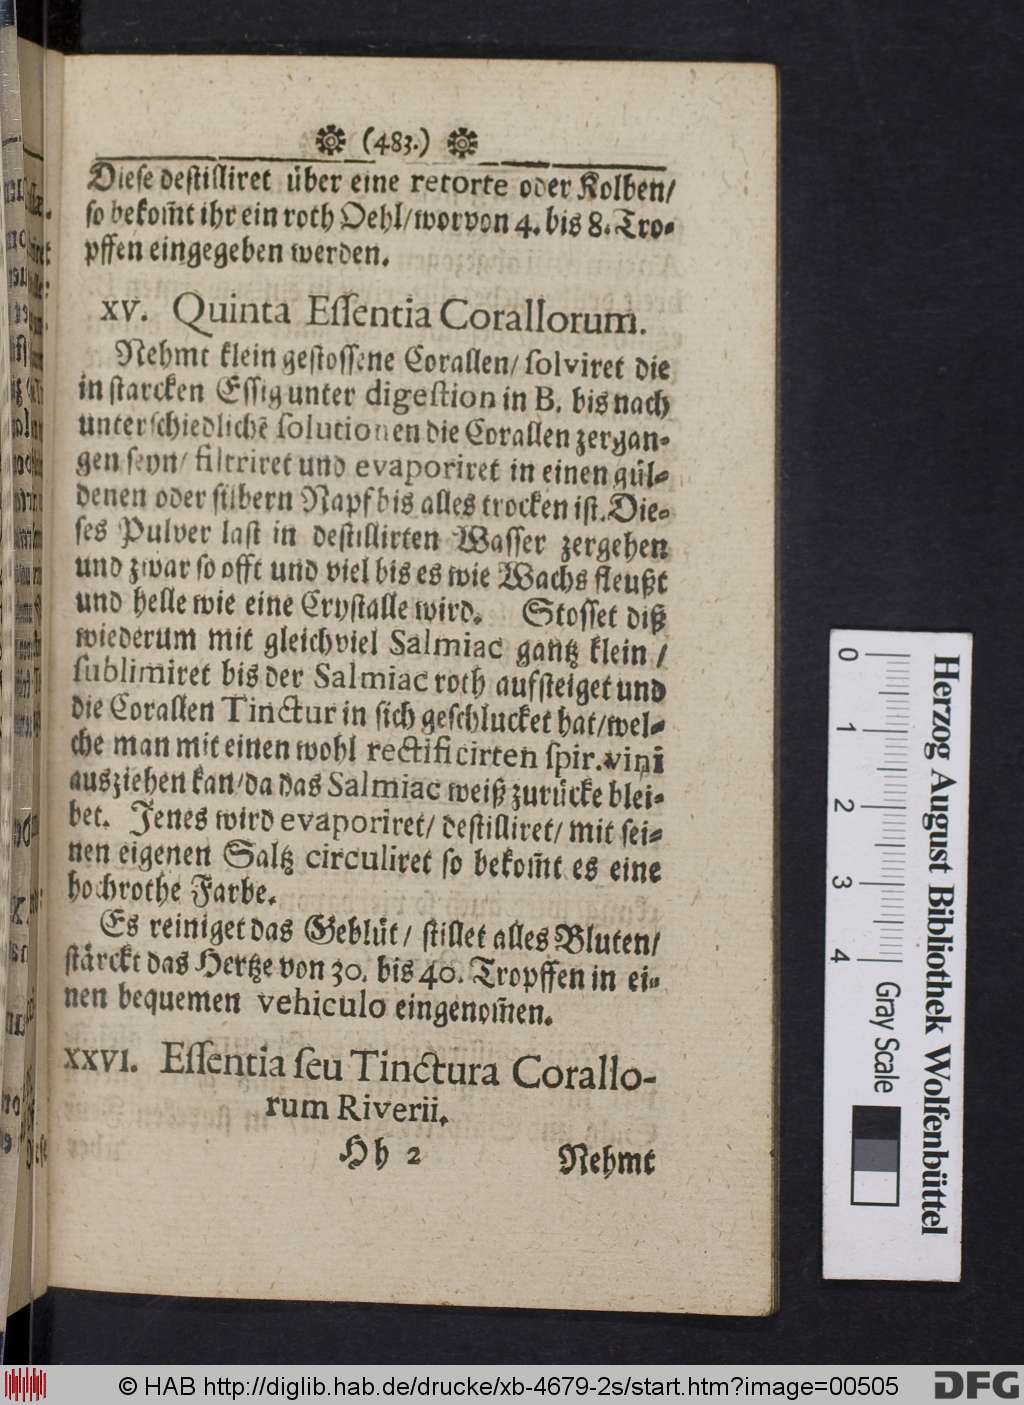 (483.)
Diese destilliret über eine retorte oder Kolben/
so bekom̃t ihr ein roth Oehl/worvon 4. bis 8. Tro-
pffen eingegeben werden.
XV. Quinta Eſſentia Corallorum.
Nehmt klein gestossene Corallen/ solviret die
in starcken Essig unter digestion in B. bis nach
unterschiedlichẽ solutionen die Corallen zergan-
gen seyn/ filtriret und evaporiret in einen gül-
denen oder silbern Napf bis alles trocken ist. Die-
ses Pulver last in destillirten Wasser zergehen
und zwar so offt und viel bis es wie Wachs fleußt
und helle wie eine Crystalle wird. Stosset diß
wiederum mit gleichviel Salmiac gantz klein /
sublimiret bis der Salmiac roth aufsteiget und
die Corallen Tinctur in sich geschlucket hat/wel-
che man mit einen wohl rectificirten spir. vini
ausziehen kan/da das Salmiac weiß zurücke blei-
bet. Jenes wird evaporiret/ destilliret/ mit sei-
nen eigenen Saltz circuliret so bekom̃t es eine
hochrothe Farbe.
Es reiniget das Geblüt/ stillet alles Bluten/
stärckt das Hertze von 30. bis 40. Tropffen in ei-
nen bequemen vehiculo eingenom̃en.
XXVI. Eſſentia ſeu Tinctura Corallo-
rum Riverii.
Hh 2 Nehmt
0 1 2 3 4
Gray Scale
Herzog August Bibliothek Wolfenbüttel
© HAB http://diglib.hab.de/drucke/xb-4679-2s/start.htm?image=00505
DFG